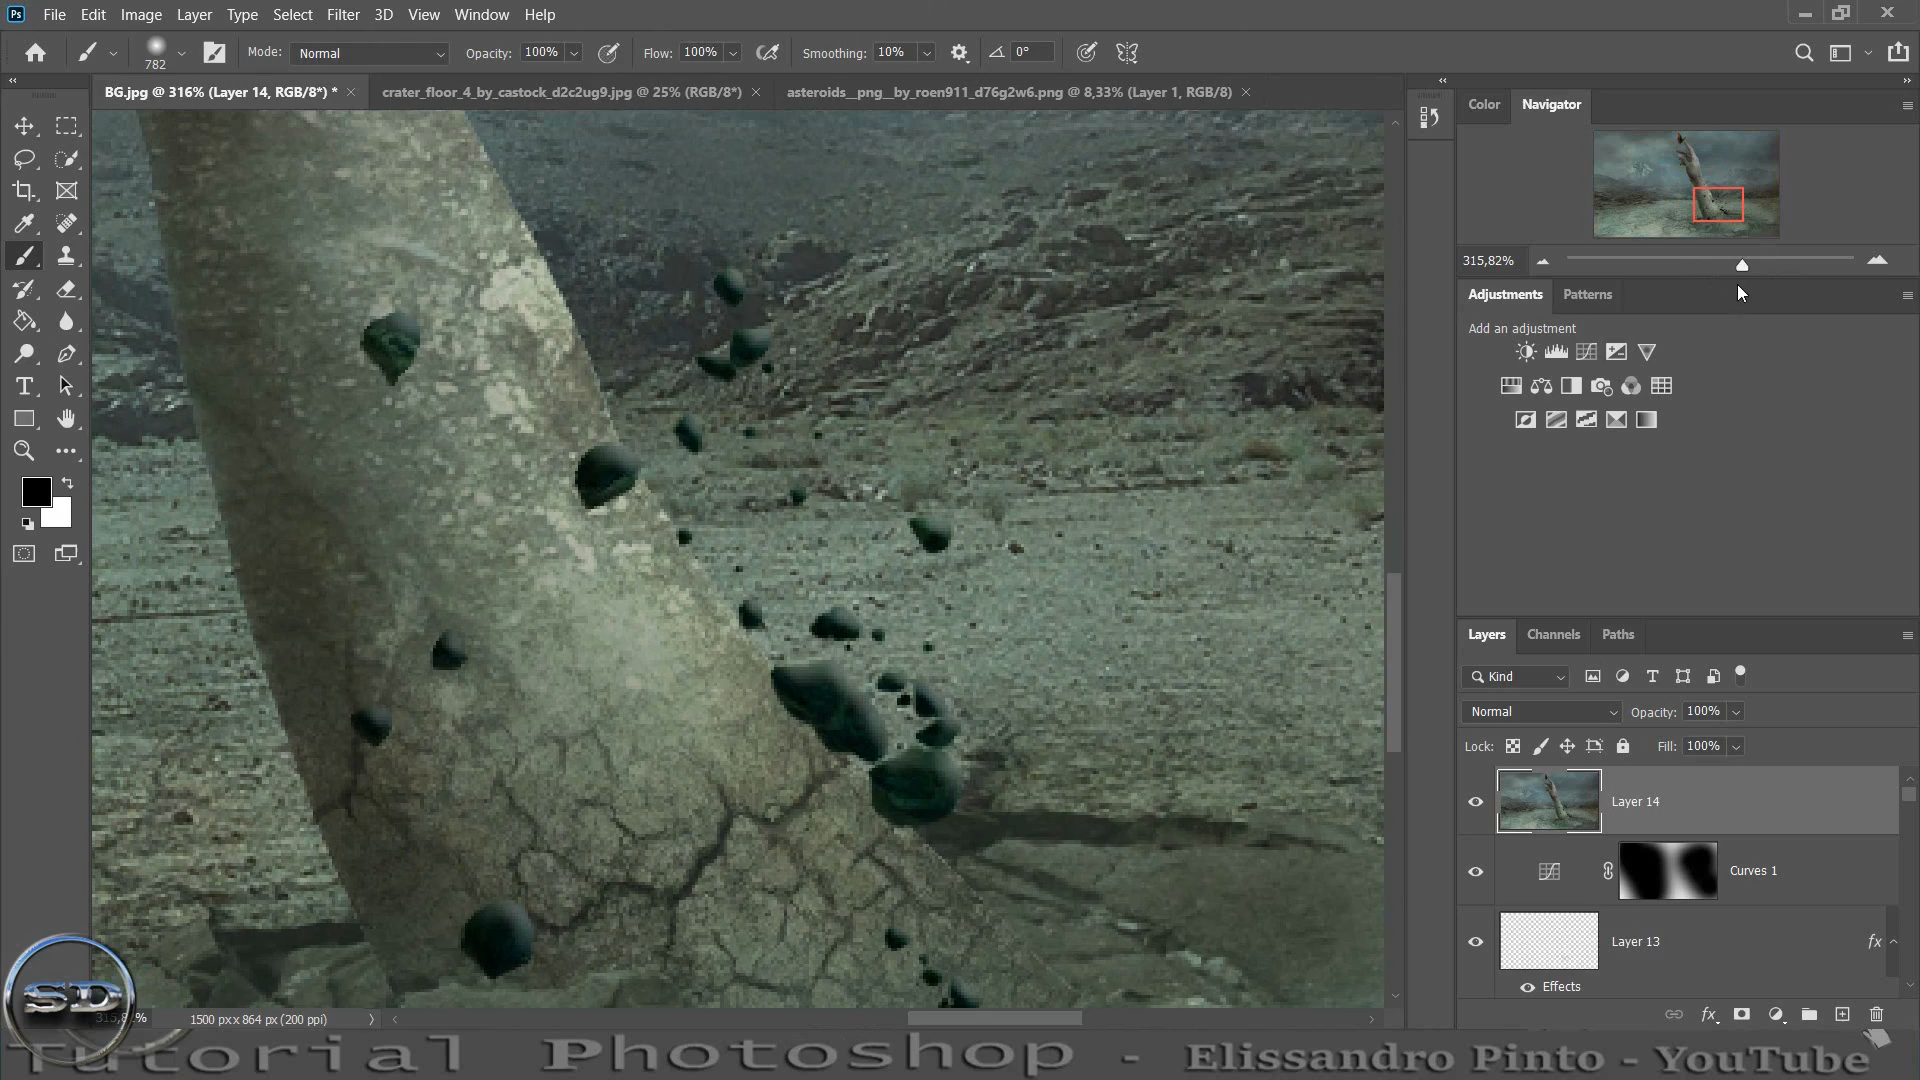 Ps File Edit Image Layer Type Select Filter 3D View Window Help
782 Mode: Normal Opacity: 100% Flow: 100% Smoothing: 10% 0°
BG.jpg @ 316% (Layer 14, RGB/8*) * crater_floor_4_by_castock_d2c2ug9.jpg @ 25% (RGB/8*) asteroids__png__by_roen911_d76g2w6.png @ 8,33% (Layer 1, RGB/8)
Color Navigator
315,82%
Adjustments Patterns
Add an adjustment
Layers Channels Paths
Kind
Normal Opacity: 100%
Lock: Fill: 100%
Layer 14
Curves 1
Layer 13 fx
Effects
fx
SD
315,82% 1500 px x 864 px (200 ppi)
Tutorial Photoshop - Elissandro Pinto - YouTube